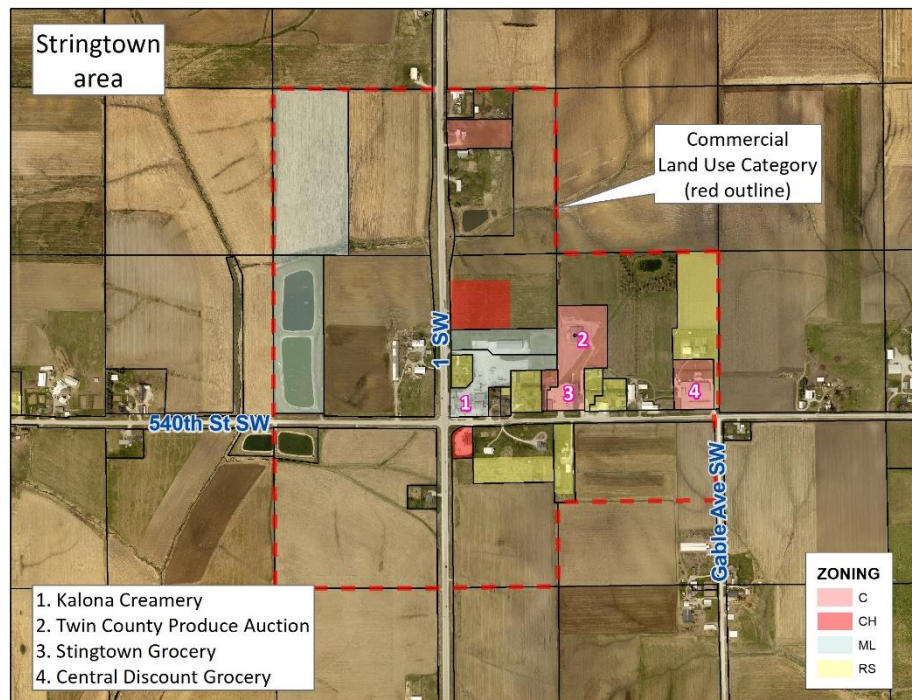 Stringtown
area
Commercial
Land Use Category
(red outline)
1 SW
2
1
3
4
540th St SW
Gable Ave SW
ZONING
C
CH
ML
RS
1. Kalona Creamery
2. Twin County Produce Auction
3. Stingtown Grocery
4. Central Discount Grocery